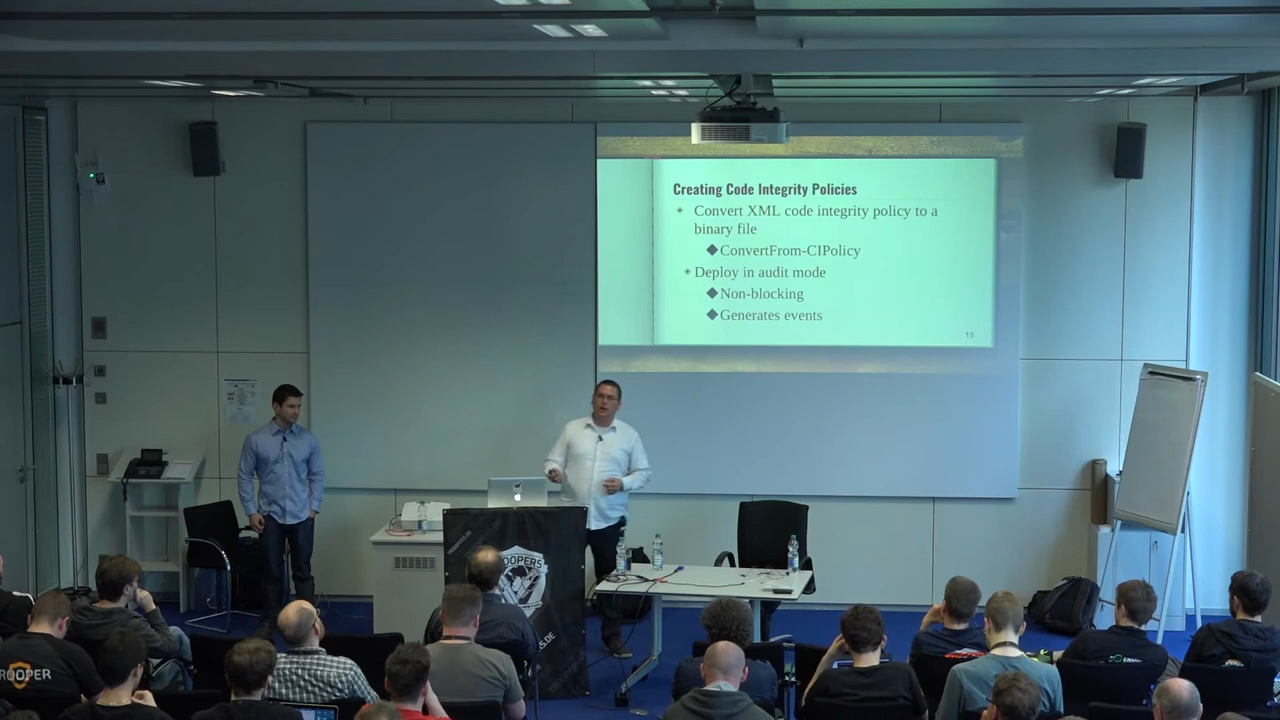 Creating Code Integrity Policies
Convert XML code integrity policy to a
binary file
ConvertFrom-CIPolicy
Deploy in audit mode
Non-blocking
Generates events
15
ROOPER